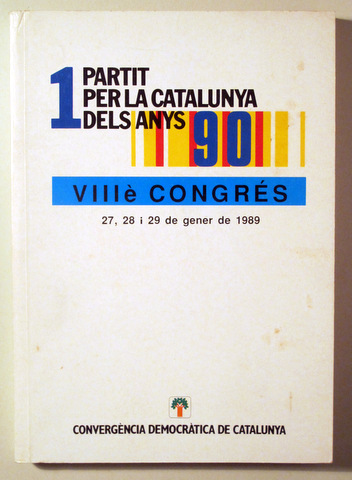 1 PARTIT
PER LA CATALUNYA
DELS ANYS 90
VIIIè CONGRÉS
27, 28 i 29 de gener de 1989
CONVERGÈNCIA DEMOCRÀTICA DE CATALUNYA